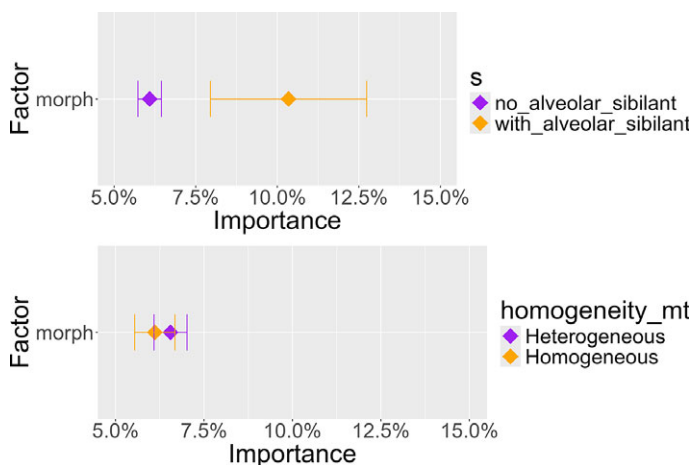 Factor
morph
5.0% 7.5% 10.0% 12.5% 15.0%
Importance
s
no_alveolar_sibilant
with_alveolar_sibilant
Factor
morph
5.0% 7.5% 10.0% 12.5% 15.0%
Importance
homogeneity_mt
Heterogeneous
Homogeneous